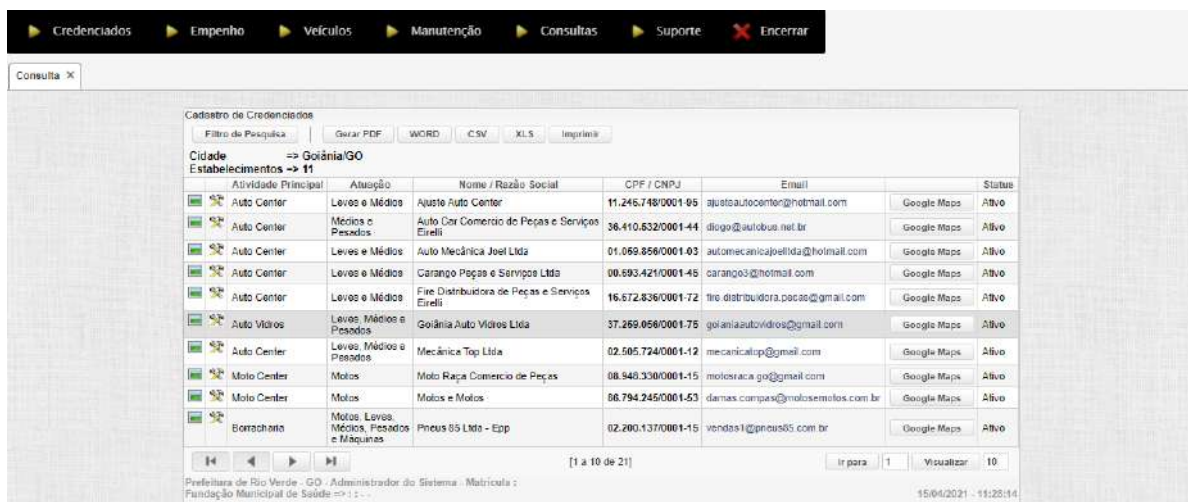 Credenciados Empenho Veículos Manutenção Consultas Suporte Encerrar
Consulta X
Cadastro de Credenciados
Filtro de Pesquisa Gerar PDF WORD CSV XLS Imprimir
Cidade => Goiânia/GO
Estabelecimentos => 11
Atividade Principal Atuação Nome / Razão Social CPF / CNPJ Email Status
Auto Center Leves e Médios Ajuste Auto Center 11.246.748/0001-95 ajusteautocenter@hotmail.com Google Maps Ativo
Auto Center Médios e Pesados Auto Car Comercio de Peças e Serviços Eirelli 36.410.532/0001-44 diogo@autobus.net.br Google Maps Ativo
Auto Center Leves e Médios Auto Mecânica Joel Ltda 01.059.856/0001-03 automecanicajoelltda@hotmail.com Google Maps Ativo
Auto Center Leves e Médios Carango Peças e Serviços Ltda 00.693.421/0001-45 carango3@hotmail.com Google Maps Ativo
Auto Center Leves e Médios Fire Distribuidora de Peças e Serviços Eirelli 16.672.836/0001-72 fire.distribuidora.pecas@gmail.com Google Maps Ativo
Auto Vidros Leves, Médios e Pesados Goiânia Auto Vidros Ltda 37.269.056/0001-75 goianiaautovidros@gmail.com Google Maps Ativo
Auto Center Leves, Médios e Pesados Mecânica Top Ltda 02.505.724/0001-12 mecanicatop@gmail.com Google Maps Ativo
Moto Center Motos Moto Raça Comercio de Peças 08.948.330/0001-15 motosraca.go@gmail.com Google Maps Ativo
Moto Center Motos Motos e Motos 86.794.245/0001-53 damas.compas@motosemotos.com.br Google Maps Ativo
Borracharia Motos, Leves, Médios, Pesados e Máquinas Pneus 85 Ltda - Epp 02.200.137/0001-15 vendas1@pneus85.com.br Google Maps Ativo
[1 a 10 de 21] Ir para 1 Visualizar 10
Prefeitura de Rio Verde - GO - Administrador do Sistema - Matrícula :
Fundação Municipal de Saúde => : : - - 15/04/2021 - 11:28:14